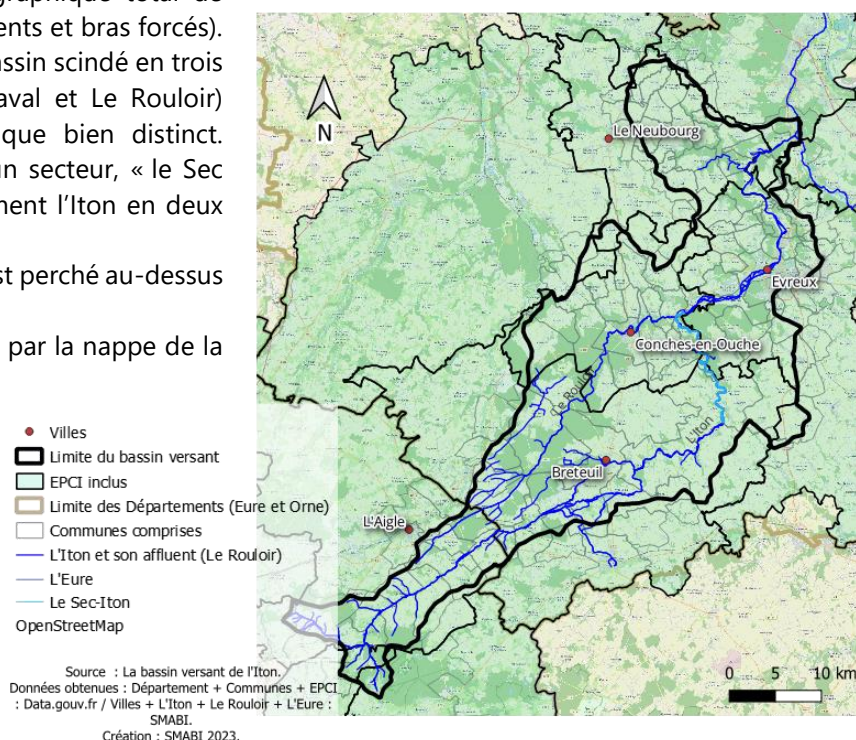 graphique total de
ents et bras forcés).
assin scindé en trois
aval et Le Rouloir)
que bien distinct.
un secteur, « le Sec
ment l’Iton en deux
st perché au-dessus
par la nappe de la
N
Le Neubourg
Evreux
Conches-en-Ouche
Le Rouloir
L'Iton
Breteuil
L'Aigle
Villes
Limite du bassin versant
EPCI inclus
Limite des Départements (Eure et Orne)
Communes comprises
L'Iton et son affluent (Le Rouloir)
L'Eure
Le Sec-Iton
OpenStreetMap
0 5 10 km
Source : La bassin versant de l'Iton.
Données obtenues : Département + Communes + EPCI
: Data.gouv.fr / Villes + L'Iton + Le Rouloir + L'Eure :
SMABI.
Création : SMABI 2023.